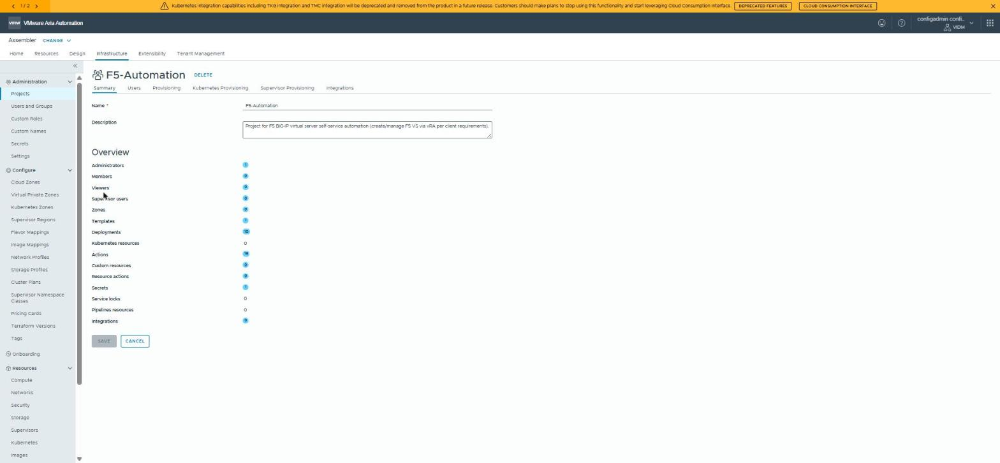 1 / 2
Kubernetes integration capabilities including TKG integration and TMC integration will be deprecated and removed from the product in a future release. Customers should make plans to stop using this functionality and start leveraging Cloud Consumption Interface.
DEPRECATED FEATURES
CLOUD CONSUMPTION INTERFACE
vmw VMware Aria Automation
configadmin confi...
VIDM
Assembler CHANGE
Home Resources Design Infrastructure Extensibility Tenant Management
Administration
Projects
Users and Groups
Custom Roles
Custom Names
Secrets
Settings
Configure
Cloud Zones
Virtual Private Zones
Kubernetes Zones
Supervisor Regions
Flavor Mappings
Image Mappings
Network Profiles
Storage Profiles
Cluster Plans
Supervisor Namespace
Classes
Pricing Cards
Terraform Versions
Tags
Onboarding
Resources
Compute
Networks
Security
Storage
Supervisors
Kubernetes
Images
F5-Automation DELETE
Summary Users Provisioning Kubernetes Provisioning Supervisor Provisioning Integrations
Name * F5-Automation
Description Project for F5 BIG-IP virtual server self-service automation (create/manage F5 VS via vRA per client requirements).
Overview
Administrators 1
Members 0
Viewers 0
Supervisor users 0
Zones 0
Templates 1
Deployments 10
Kubernetes resources 0
Actions 19
Custom resources 0
Resource actions 0
Secrets 1
Service locks 0
Pipelines resources 0
Integrations 0
SAVE CANCEL